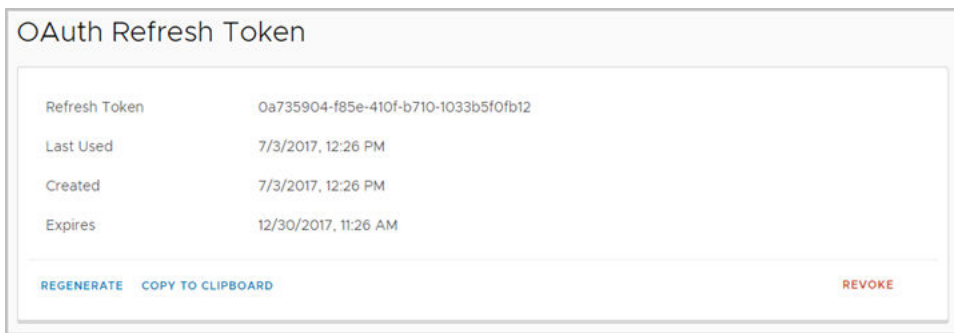 OAuth Refresh Token
Refresh Token 0a735904-f85e-410f-b710-1033b5f0fb12
Last Used 7/3/2017, 12:26 PM
Created 7/3/2017, 12:26 PM
Expires 12/30/2017, 11:26 AM
REGENERATE COPY TO CLIPBOARD REVOKE